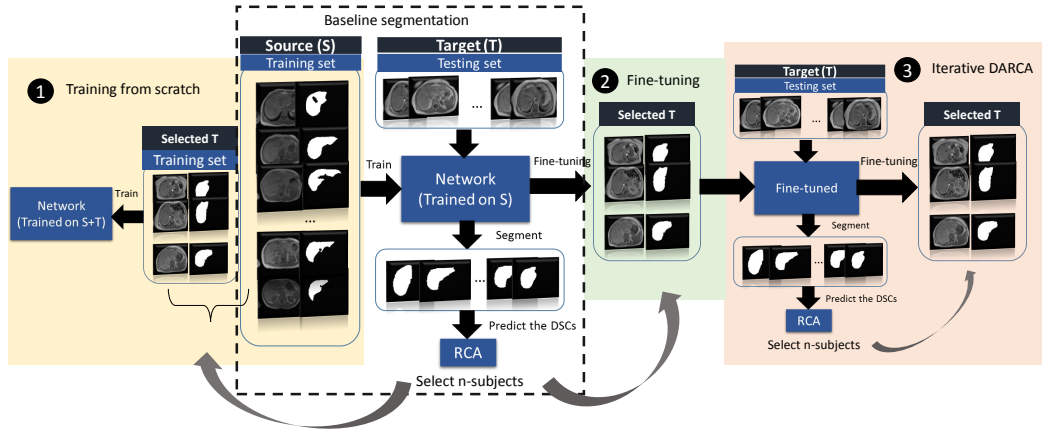 Baseline segmentation
1 Training from scratch
Selected T
Training set
Train
Network
(Trained on S+T)
Source (S)
Training set
...
Train
Target (T)
Testing set
...
Network
(Trained on S)
Segment
...
Predict the DSCs
RCA
Select n-subjects
Fine-tuning
2 Fine-tuning
Selected T
3 Iterative DARCA
Target (T)
Testing set
...
Fine-tuned
Fine-tuning
Segment
...
Predict the DSCs
RCA
Select n-subjects
Selected T